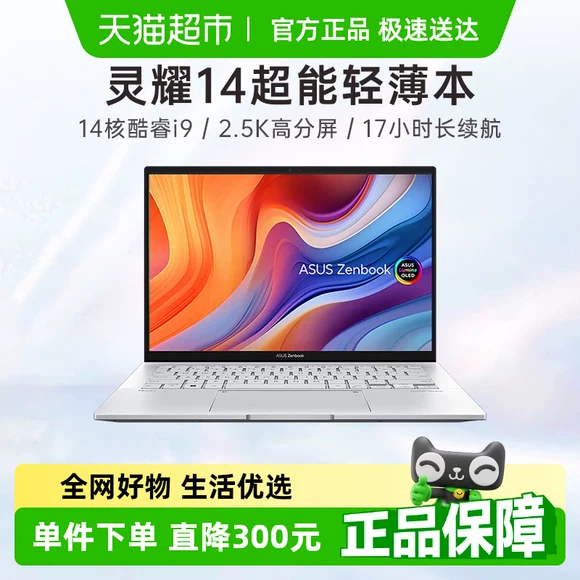 天猫超市 官方正品 极速送达
灵耀14超能轻薄本
14核酷睿i9 / 2.5K高分屏 / 17小时长续航
ASUS Zenbook
ASUS
Lumina
OLED
ASUS Zenbook
全网好物 生活优选
单件下单 直降300元
正品保障